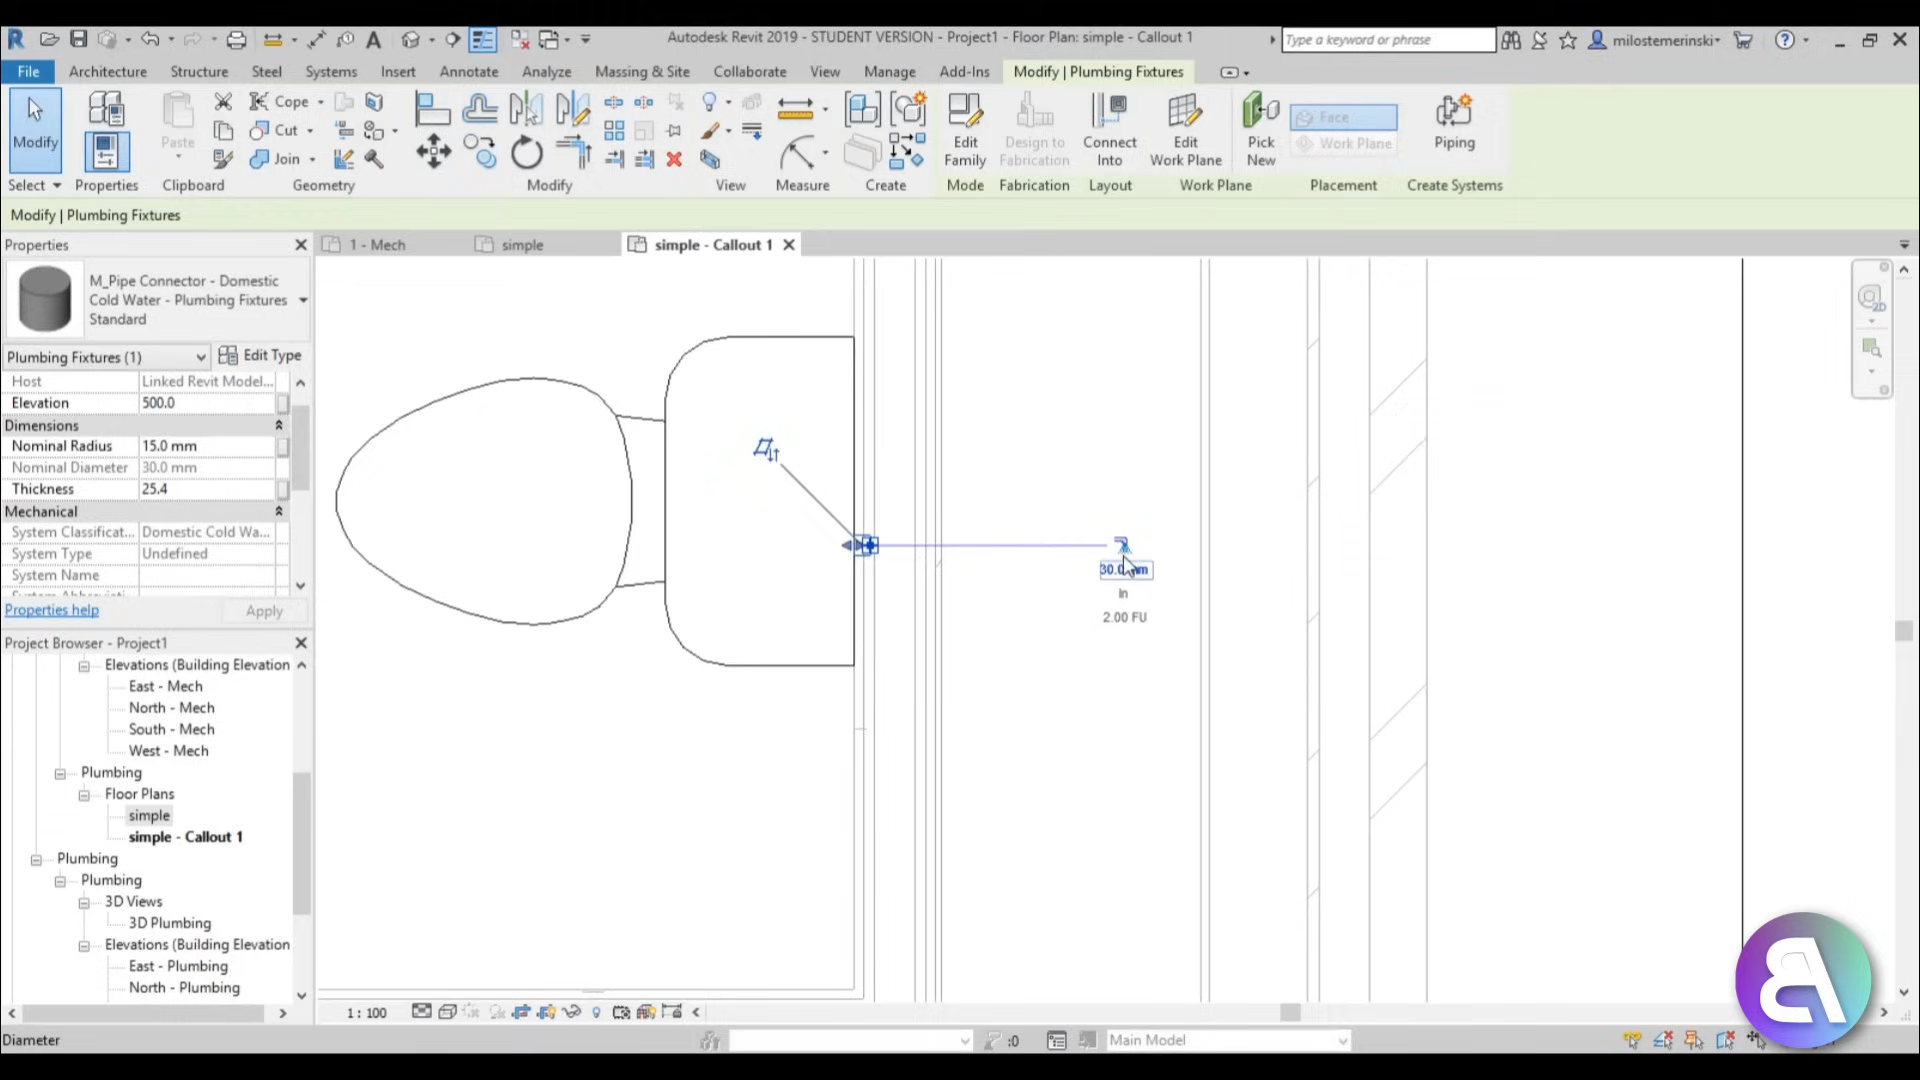 Autodesk Revit 2019 - STUDENT VERSION - Project1 - Floor Plan: simple - Callout 1
Type a keyword or phrase
milostemerinski
File Architecture Structure Steel Systems Insert Annotate Analyze Massing & Site Collaborate View Manage Add-Ins Modify | Plumbing Fixtures
Modify
Paste
Cope
Cut
Join
Edit Family
Design to Fabrication
Connect Into
Edit Work Plane
Pick New
Face
Work Plane
Piping
Select Properties Clipboard Geometry Modify View Measure Create Mode Fabrication Layout Work Plane Placement Create Systems
Modify | Plumbing Fixtures
Properties
1 - Mech
simple
simple - Callout 1
M_Pipe Connector - Domestic
Cold Water - Plumbing Fixtures
Standard
Plumbing Fixtures (1)
Edit Type
Host Linked Revit Model...
Elevation 500.0
Dimensions
Nominal Radius 15.0 mm
Nominal Diameter 30.0 mm
Thickness 25.4
Mechanical
System Classificat... Domestic Cold Wa...
System Type Undefined
System Name
Properties help
Apply
Project Browser - Project1
Elevations (Building Elevation
East - Mech
North - Mech
South - Mech
West - Mech
Plumbing
Floor Plans
simple
simple - Callout 1
Plumbing
Plumbing
3D Views
3D Plumbing
Elevations (Building Elevation
East - Plumbing
North - Plumbing
In
2.00 FU
1 : 100
Diameter
:0
Main Model